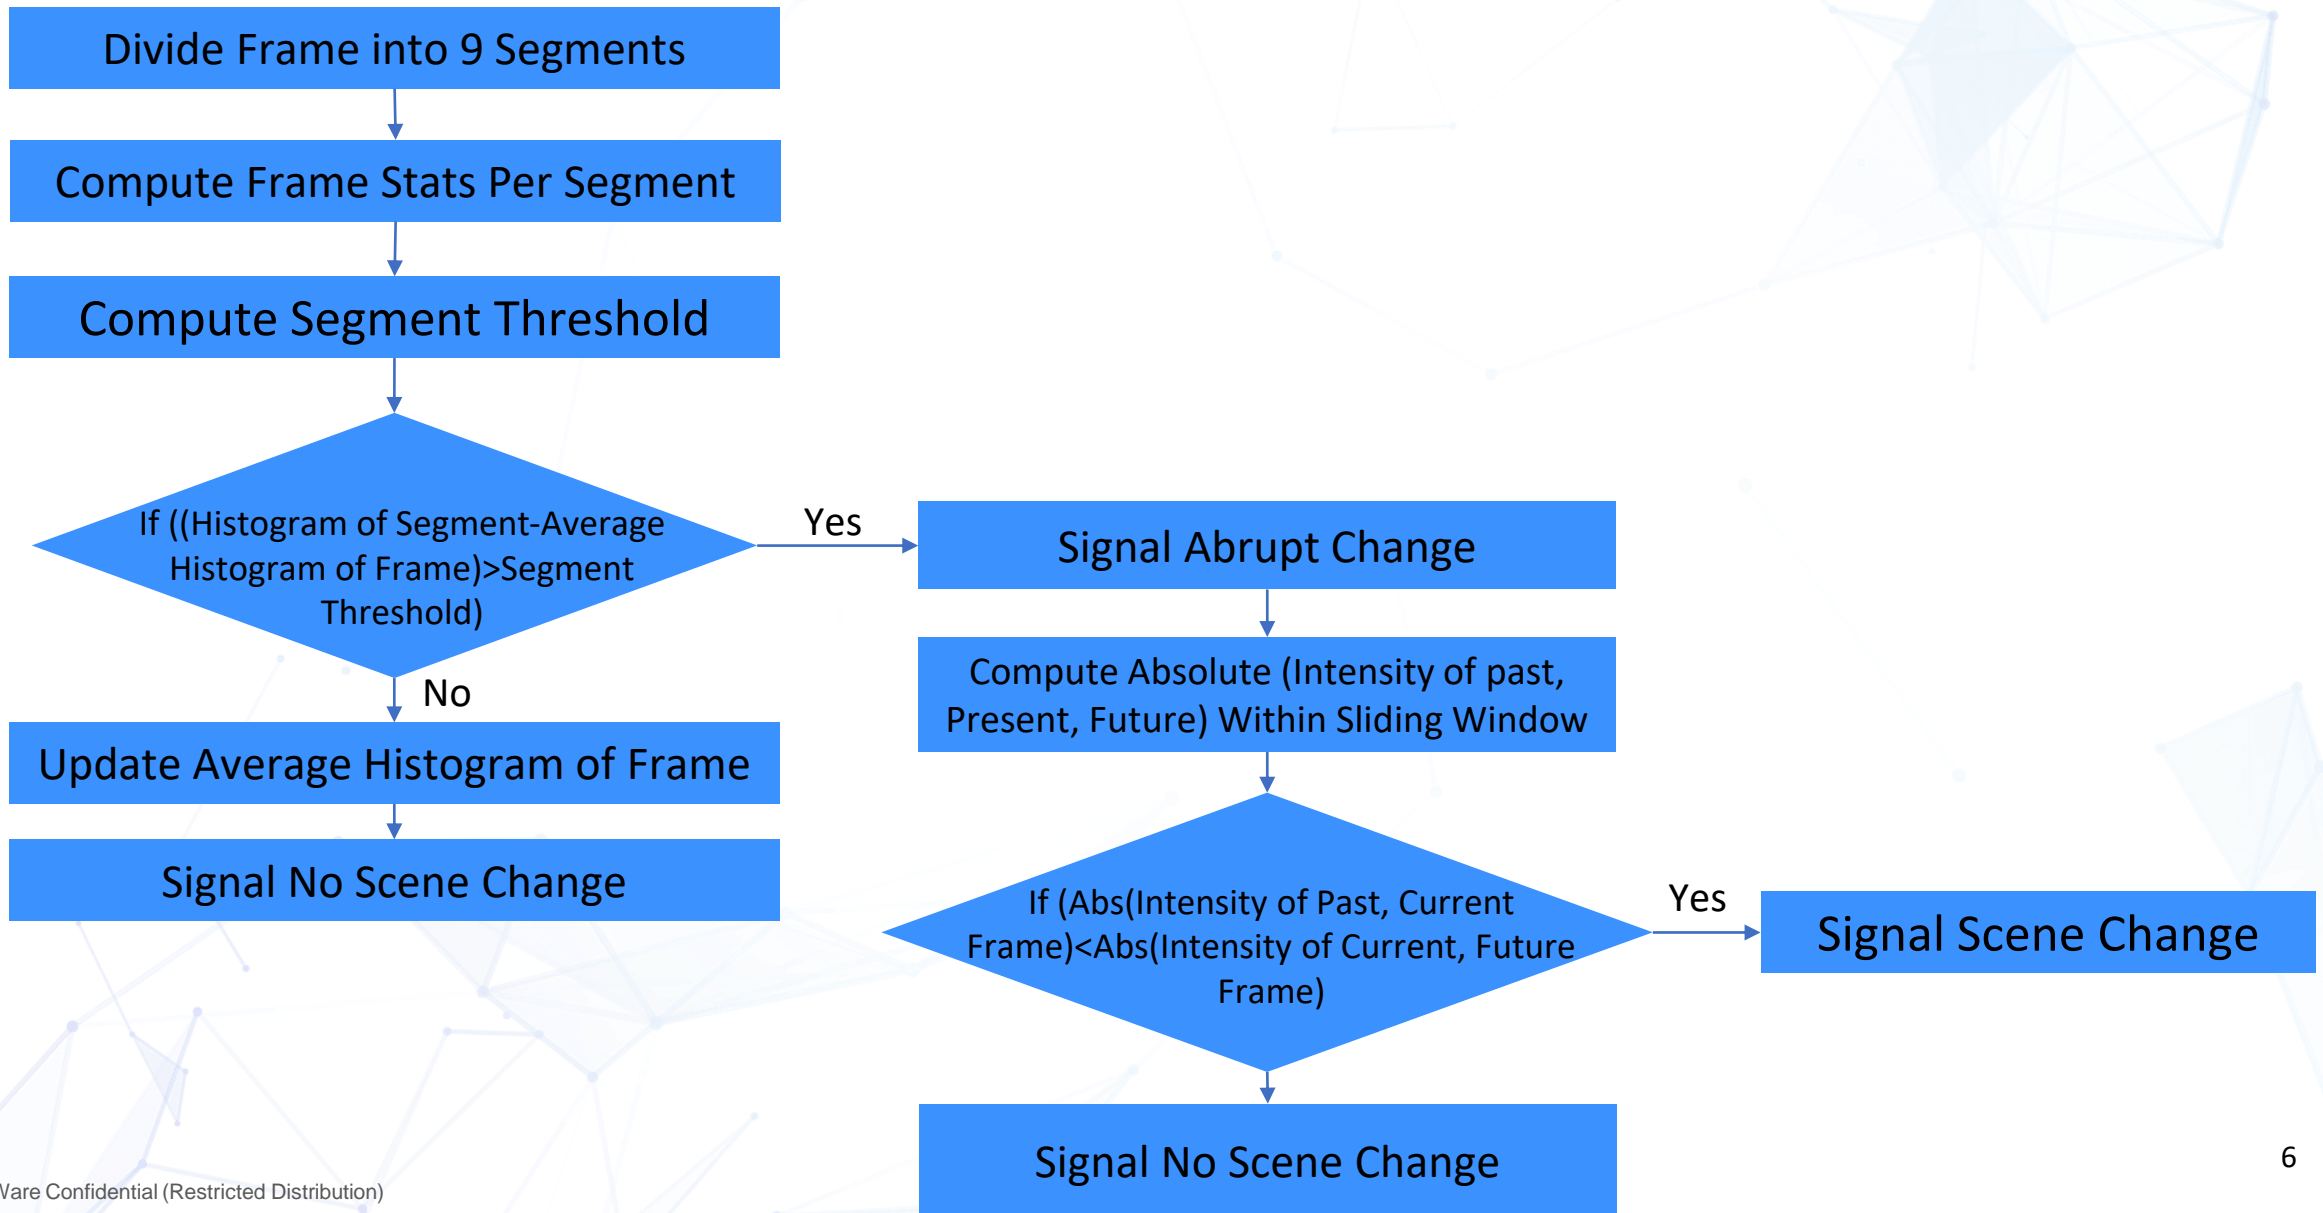 Divide Frame into 9 Segments
Compute Frame Stats Per Segment
Compute Segment Threshold
If ((Histogram of Segment-Average
Histogram of Frame)>Segment
Threshold)
Yes
No
Update Average Histogram of Frame
Signal No Scene Change
Signal Abrupt Change
Compute Absolute (Intensity of past,
Present, Future) Within Sliding Window
If (Abs(Intensity of Past, Current
Frame)<Abs(Intensity of Current, Future
Frame)
Yes
Signal Scene Change
Signal No Scene Change
6
Confidential (Restricted Distribution)